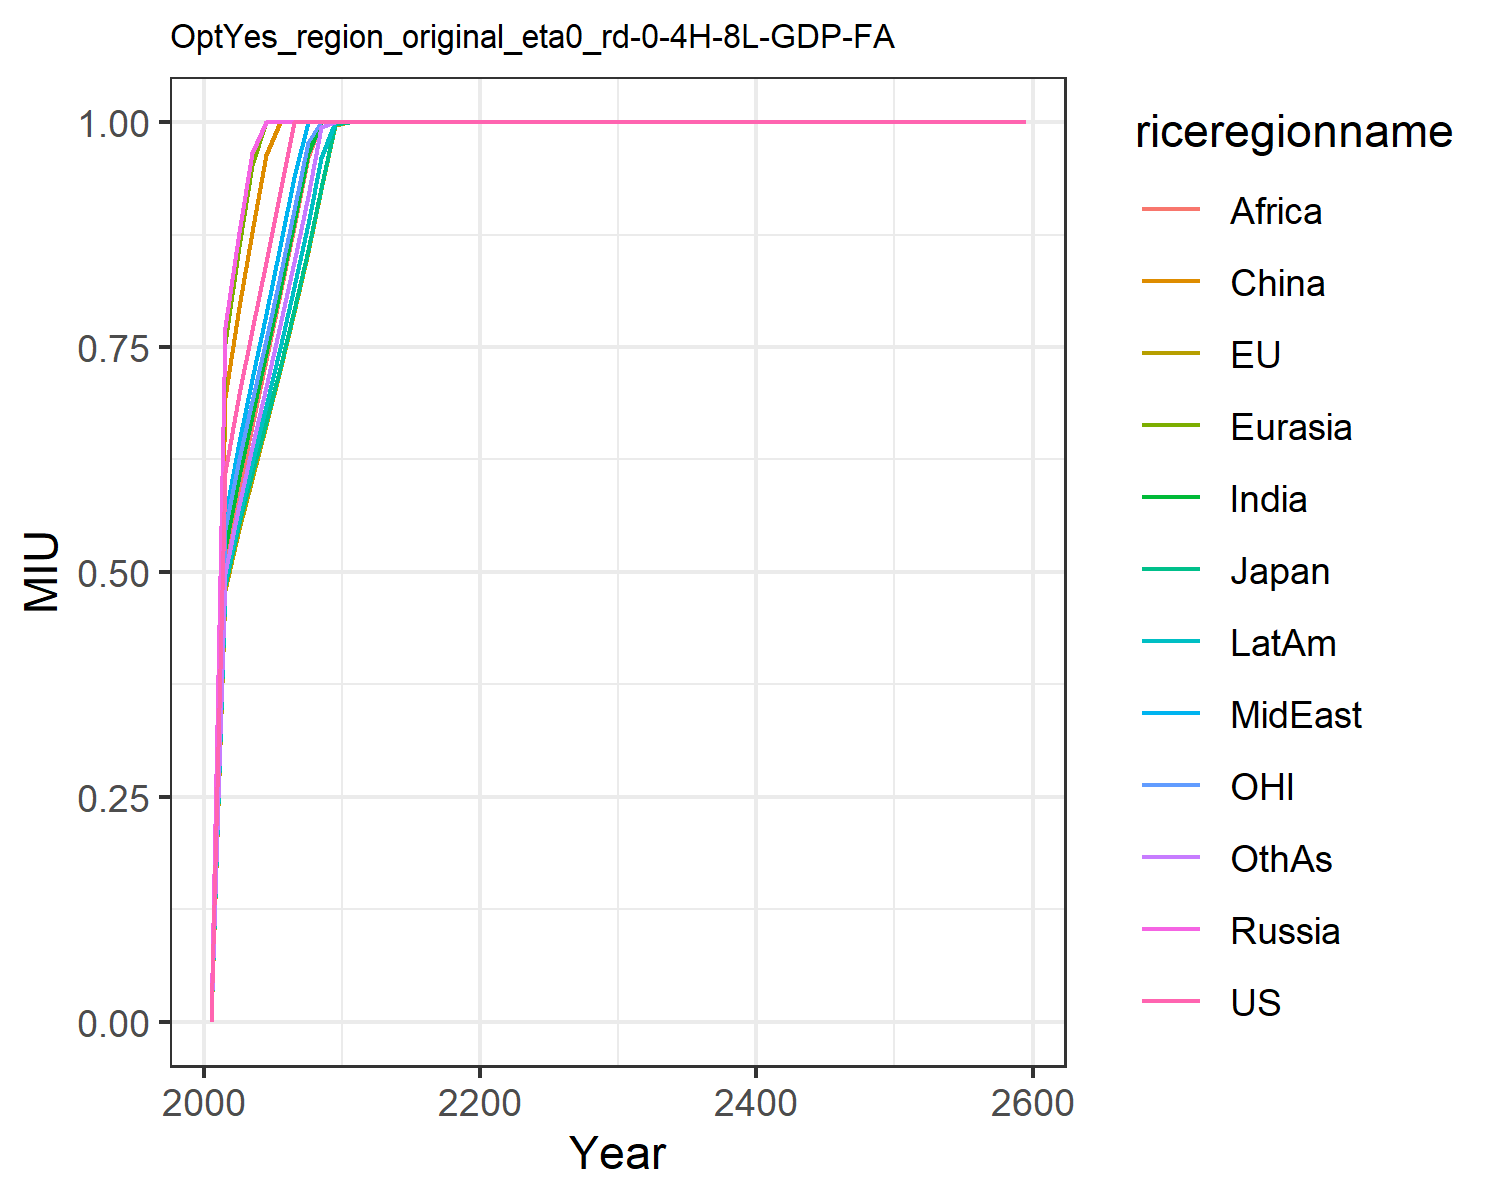 OptYes_region_original_eta0_rd-0-4H-8L-GDP-FA
1.00
0.75
0.50
0.25
0.00
MIU
2000
2200
2400
2600
Year
riceregionname
Africa
China
EU
Eurasia
India
Japan
LatAm
MidEast
OHI
OthAs
Russia
US